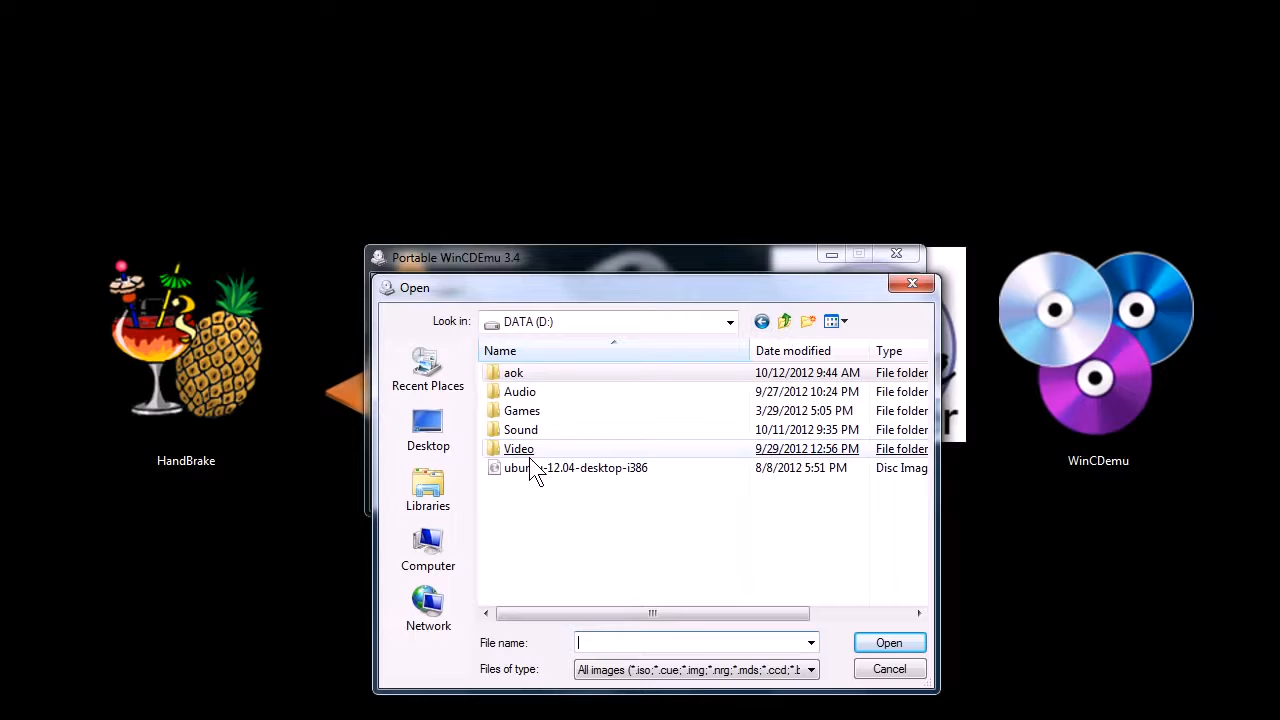 Portable WinCDEmu 3.4
Open
Look in: DATA (D:)
Name Date modified Type
aok 10/12/2012 9:44 AM File folder
Audio 9/27/2012 10:24 PM File folder
Games 3/29/2012 5:05 PM File folder
Sound 10/11/2012 9:35 PM File folder
Video 9/29/2012 12:56 PM File folder
ubuntu-12.04-desktop-i386 8/8/2012 5:51 PM Disc Imag
Recent Places
Desktop
Libraries
Computer
Network
File name: Open
Files of type: All images (*.iso;*.cue;*.img;*.nrg;*.mds;*.ccd;*.b Cancel
HandBrake
r
WinCDemu